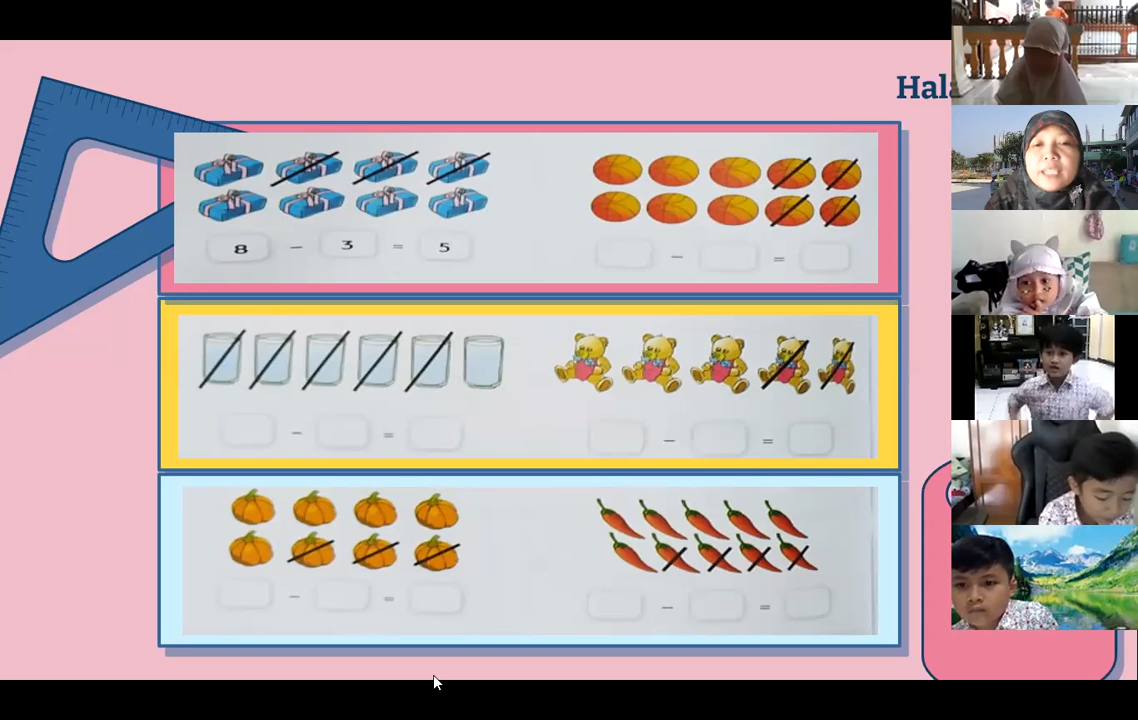 Hala
8 - 3 = 5
- =
- =
- =
- =
- =